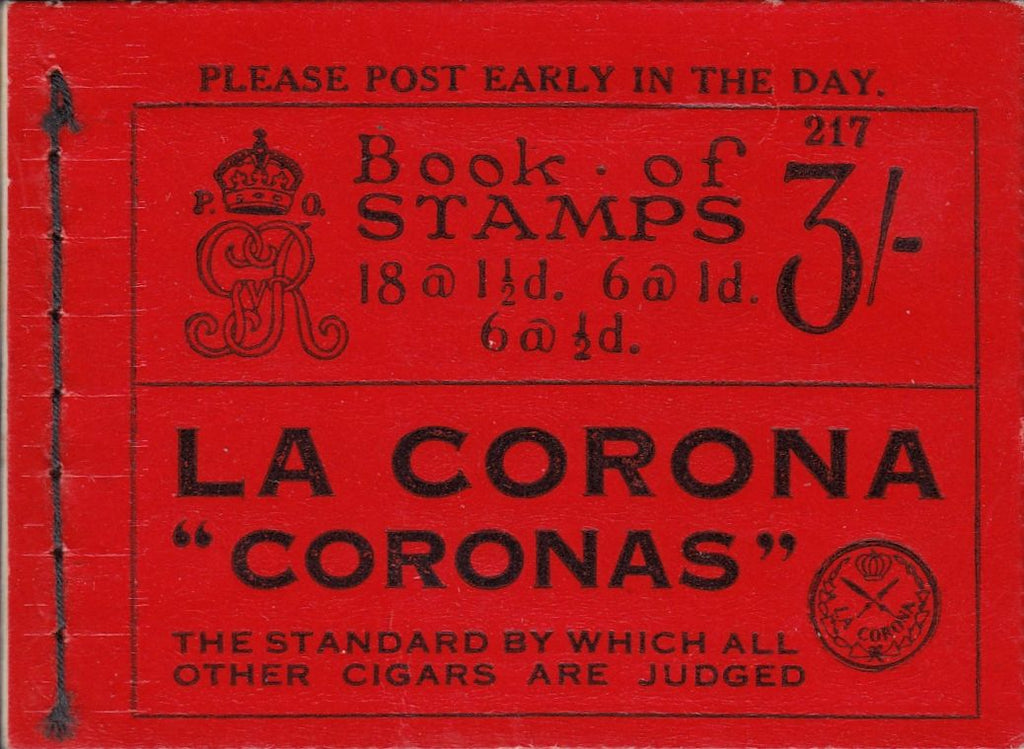 PLEASE POST EARLY IN THE DAY.
217
P. O.
GVR
Book · of
STAMPS
3/-
18 @ 1½d. 6 @ 1d.
6 @ ½d.
LA CORONA
"CORONAS"
LA CORONA
THE STANDARD BY WHICH ALL
OTHER CIGARS ARE JUDGED